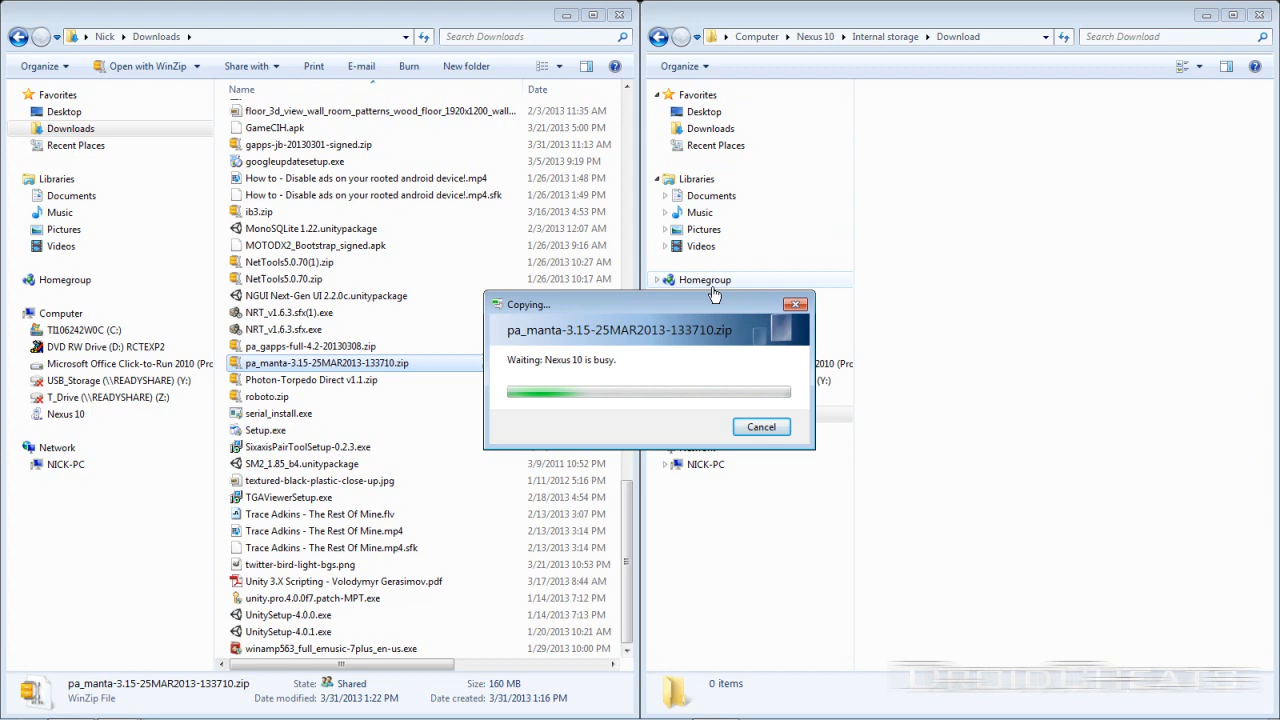 Nick Downloads
Search Downloads
Organize
Open with WinZip
Share with
Print
E-mail
Burn
New folder
Favorites
Desktop
Downloads
Recent Places
Libraries
Documents
Music
Pictures
Videos
Homegroup
Computer
TI106242W0C (C:)
DVD RW Drive (D:) RCTEXP2
Microsoft Office Click-to-Run 2010 (Pro
USB_Storage (\\READYSHARE) (Y:)
T_Drive (\\READYSHARE) (Z:)
Nexus 10
Network
NICK-PC
Name Date
floor_3d_view_wall_room_patterns_wood_floor_1920x1200_wall... 2/3/2013 11:35 AM
GameCIH.apk 3/21/2013 5:00 PM
gapps-jb-20130301-signed.zip 3/31/2013 11:13 AM
googleupdatesetup.exe 3/5/2013 9:19 PM
How to - Disable ads on your rooted android device!.mp4 1/26/2013 1:48 PM
How to - Disable ads on your rooted android device!.mp4.sfk 1/26/2013 1:49 PM
ib3.zip 3/16/2013 4:53 PM
MonoSQLite 1.22.unitypackage 2/3/2013 12:07 AM
MOTODX2_Bootstrap_signed.apk 1/26/2013 9:16 AM
NetTools5.0.70(1).zip 1/26/2013 10:27 AM
NetTools5.0.70.zip 1/26/2013 10:17 AM
NGUI Next-Gen UI 2.2.0c.unitypackage
NRT_v1.6.3.sfx(1).exe
NRT_v1.6.3.sfx.exe
pa_gapps-full-4.2-20130308.zip
pa_manta-3.15-25MAR2013-133710.zip
Photon-Torpedo Direct v1.1.zip
roboto.zip
serial_install.exe
Setup.exe
SixaxisPairToolSetup-0.2.3.exe
SM2_1.85_b4.unitypackage 3/9/2011 10:52 PM
textured-black-plastic-close-up.jpg 1/11/2012 5:16 PM
TGAViewerSetup.exe 2/18/2013 4:54 PM
Trace Adkins - The Rest Of Mine.flv 2/13/2013 3:07 PM
Trace Adkins - The Rest Of Mine.mp4 2/13/2013 3:14 PM
Trace Adkins - The Rest Of Mine.mp4.sfk 2/13/2013 3:14 PM
twitter-bird-light-bgs.png 3/21/2013 10:53 PM
Unity 3.X Scripting - Volodymyr Gerasimov.pdf 3/17/2013 8:44 AM
unity.pro.4.0.0f7.patch-MPT.exe 1/14/2013 7:12 PM
UnitySetup-4.0.0.exe 1/14/2013 7:13 PM
UnitySetup-4.0.1.exe 1/20/2013 10:21 AM
winamp563_full_emusic-7plus_en-us.exe 1/29/2013 10:00 PM
pa_manta-3.15-25MAR2013-133710.zip State: Shared Size: 160 MB
WinZip File Date modified: 3/31/2013 1:22 PM Date created: 3/31/2013 1:16 PM
Copying...
pa_manta-3.15-25MAR2013-133710.zip
Waiting: Nexus 10 is busy.
Cancel
Computer Nexus 10 Internal storage Download
Search Download
Organize
Favorites
Desktop
Downloads
Recent Places
Libraries
Documents
Music
Pictures
Videos
Homegroup
2010 (Pro
(Y:)
NICK-PC
0 items